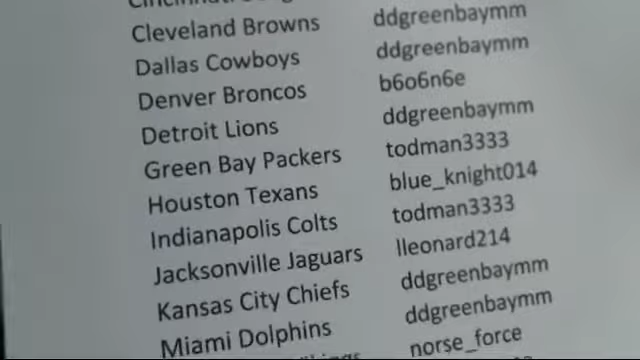 Cleveland Browns ddgreenbaymm
Dallas Cowboys ddgreenbaymm
Denver Broncos b6o6n6e
Detroit Lions ddgreenbaymm
Green Bay Packers todman3333
Houston Texans blue_knight014
Indianapolis Colts todman3333
Jacksonville Jaguars lleonard214
Kansas City Chiefs ddgreenbaymm
Miami Dolphins ddgreenbaymm
norse_force